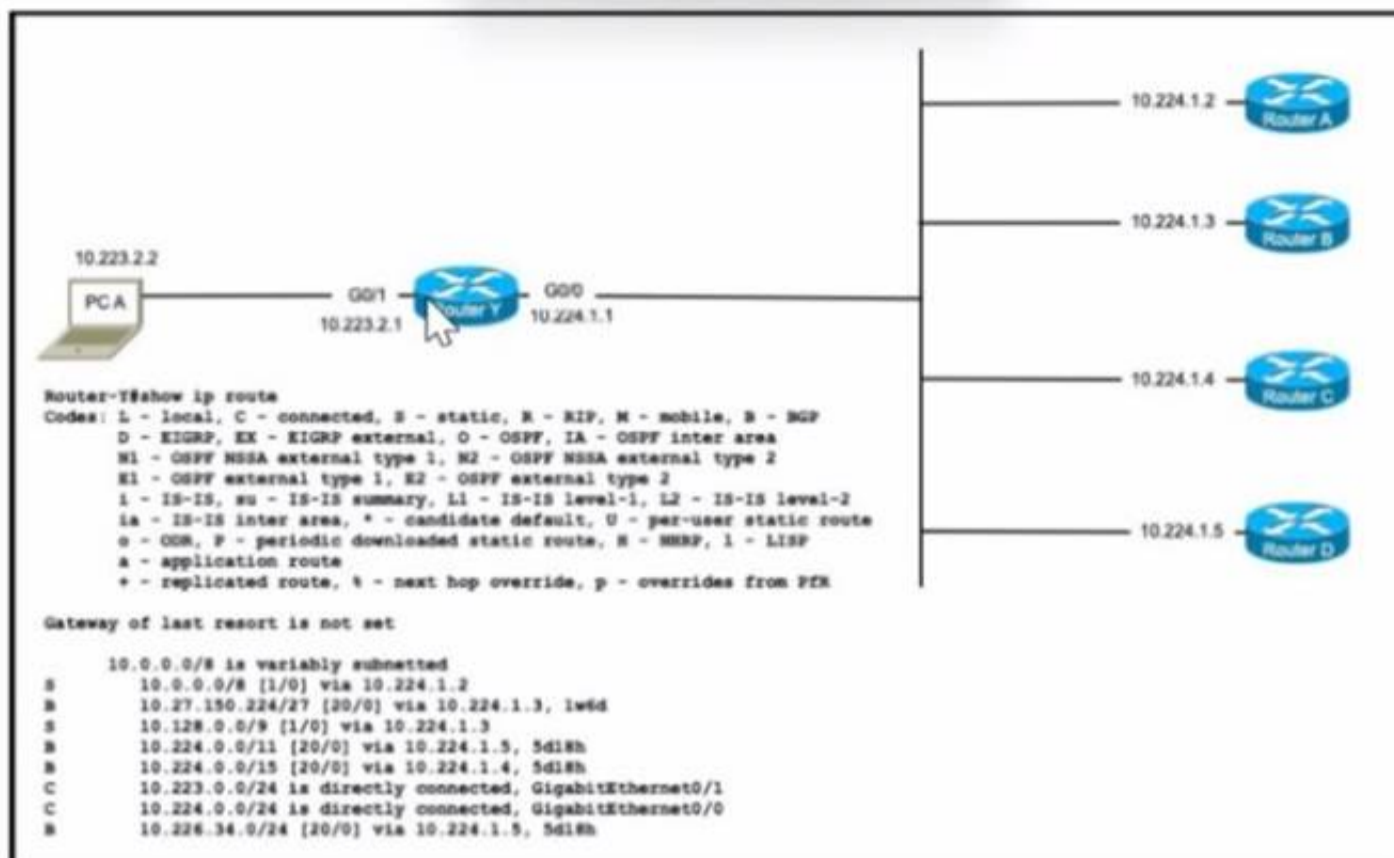 10.224.1.2
Router A
10.224.1.3
Router B
10.223.2.2
PC A
G0/1
Router Y
G0/0
10.223.2.1
10.224.1.1
10.224.1.4
Router C
10.224.1.5
Router D
Router-Y#show ip route
Codes: L - local, C - connected, S - static, R - RIP, M - mobile, B - BGP
D - EIGRP, EX - EIGRP external, O - OSPF, IA - OSPF inter area
N1 - OSPF NSSA external type 1, N2 - OSPF NSSA external type 2
E1 - OSPF external type 1, E2 - OSPF external type 2
i - IS-IS, su - IS-IS summary, L1 - IS-IS level-1, L2 - IS-IS level-2
ia - IS-IS inter area, * - candidate default, U - per-user static route
o - ODR, P - periodic downloaded static route, H - NHRP, l - LISP
a - application route
+ - replicated route, % - next hop override, p - overrides from PfR
Gateway of last resort is not set
10.0.0.0/8 is variably subnetted
S 10.0.0.0/8 [1/0] via 10.224.1.2
B 10.27.150.224/27 [20/0] via 10.224.1.3, 1w6d
S 10.128.0.0/9 [1/0] via 10.224.1.3
B 10.224.0.0/11 [20/0] via 10.224.1.5, 5d18h
B 10.224.0.0/15 [20/0] via 10.224.1.4, 5d18h
C 10.223.0.0/24 is directly connected, GigabitEthernet0/1
C 10.224.0.0/24 is directly connected, GigabitEthernet0/0
B 10.226.34.0/24 [20/0] via 10.224.1.5, 5d18h